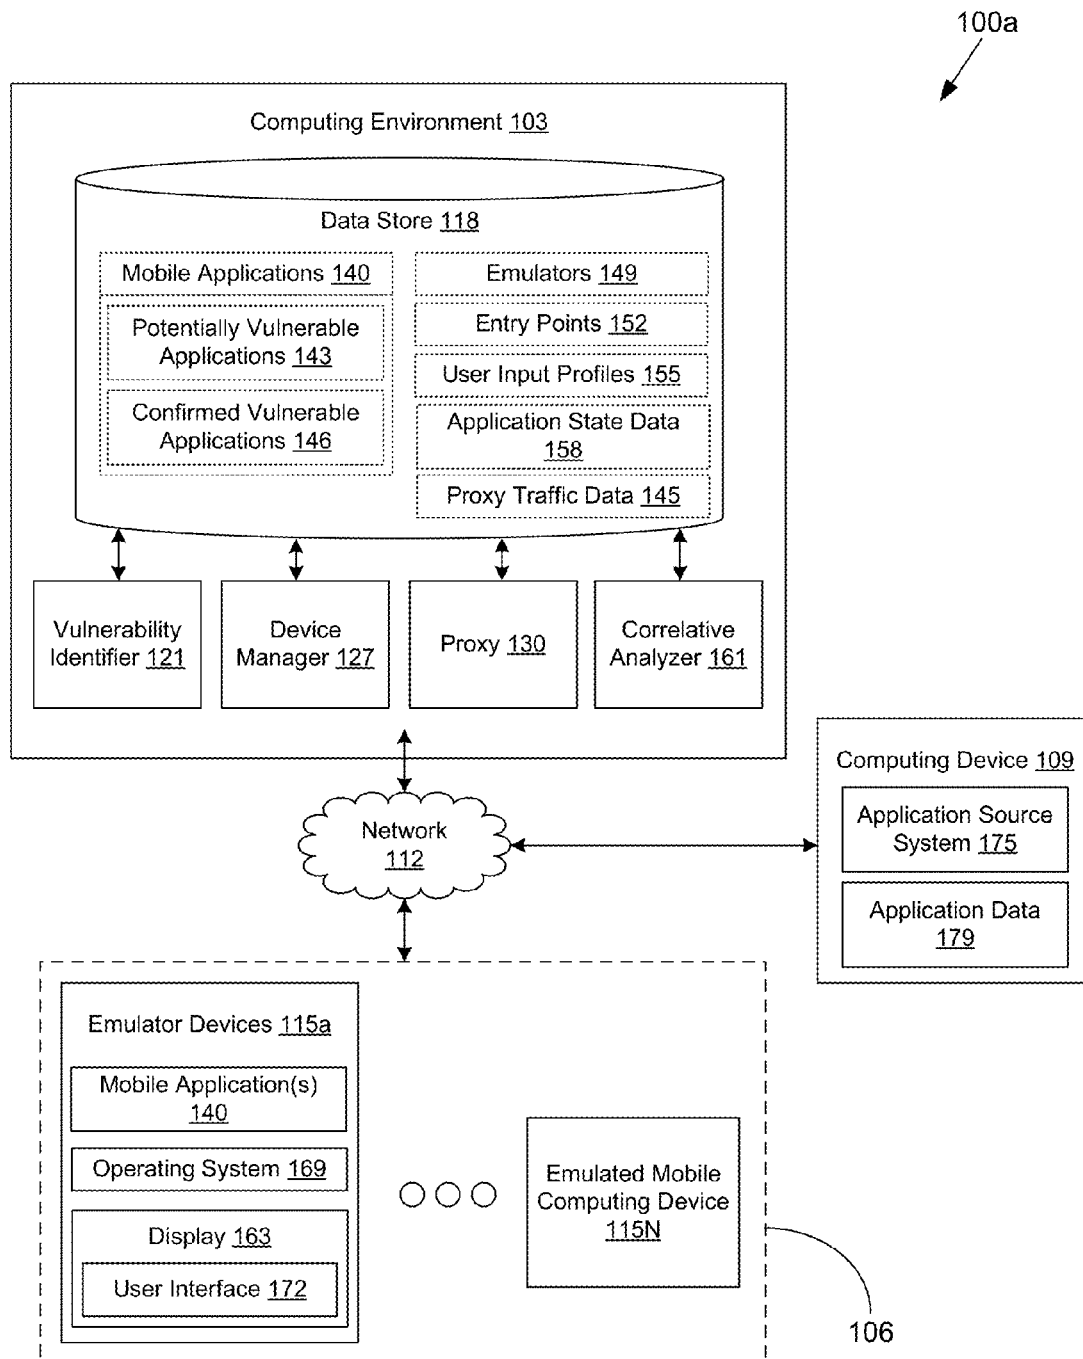 100a
Computing Environment 103
Data Store 118
Mobile Applications 140
Potentially Vulnerable
Applications 143
Confirmed Vulnerable
Applications 146
Emulators 149
Entry Points 152
User Input Profiles 155
Application State Data
158
Proxy Traffic Data 145
Vulnerability
Identifier 121
Device
Manager 127
Proxy 130
Correlative
Analyzer 161
Network
112
Computing Device 109
Application Source
System 175
Application Data
179
Emulator Devices 115a
Mobile Application(s)
140
Operating System 169
Display 163
User Interface 172
Emulated Mobile
Computing Device
115N
106